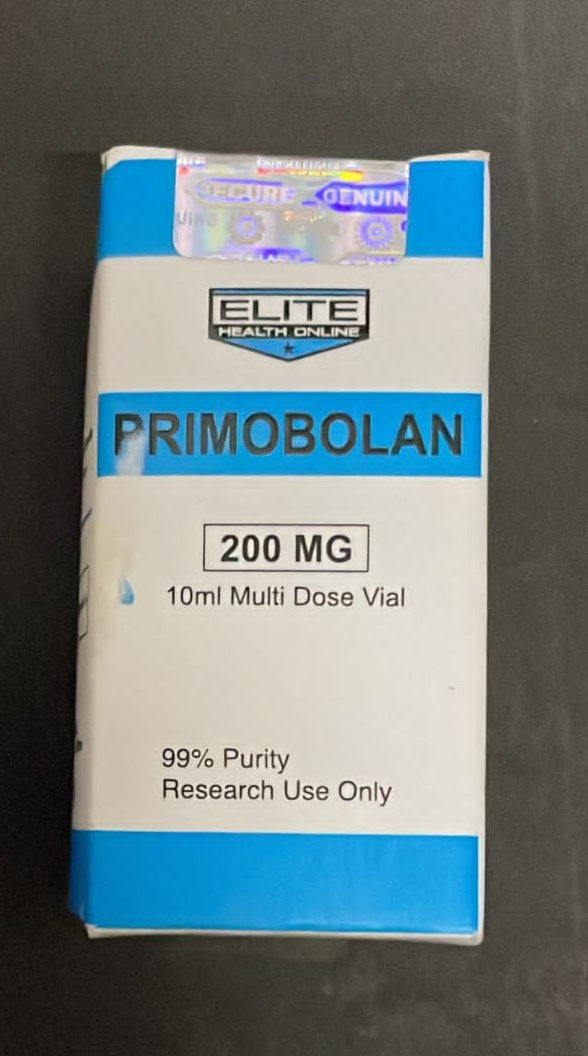 SECURE GENUIN
ELITE
HEALTH ONLINE
PRIMOBOLAN
200 MG
10ml Multi Dose Vial
99% Purity
Research Use Only